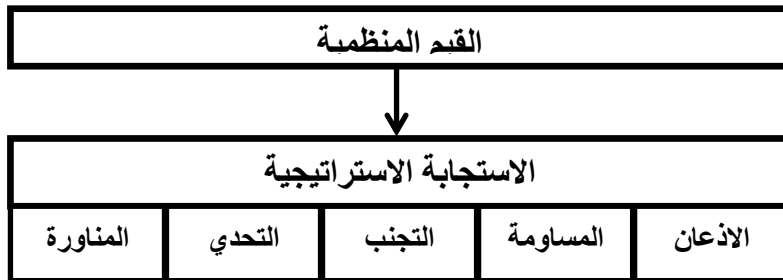 القيم المنظمية
الاستجابة الاستراتيجية
الاذعان المساومة التجنب التحدي المناورة